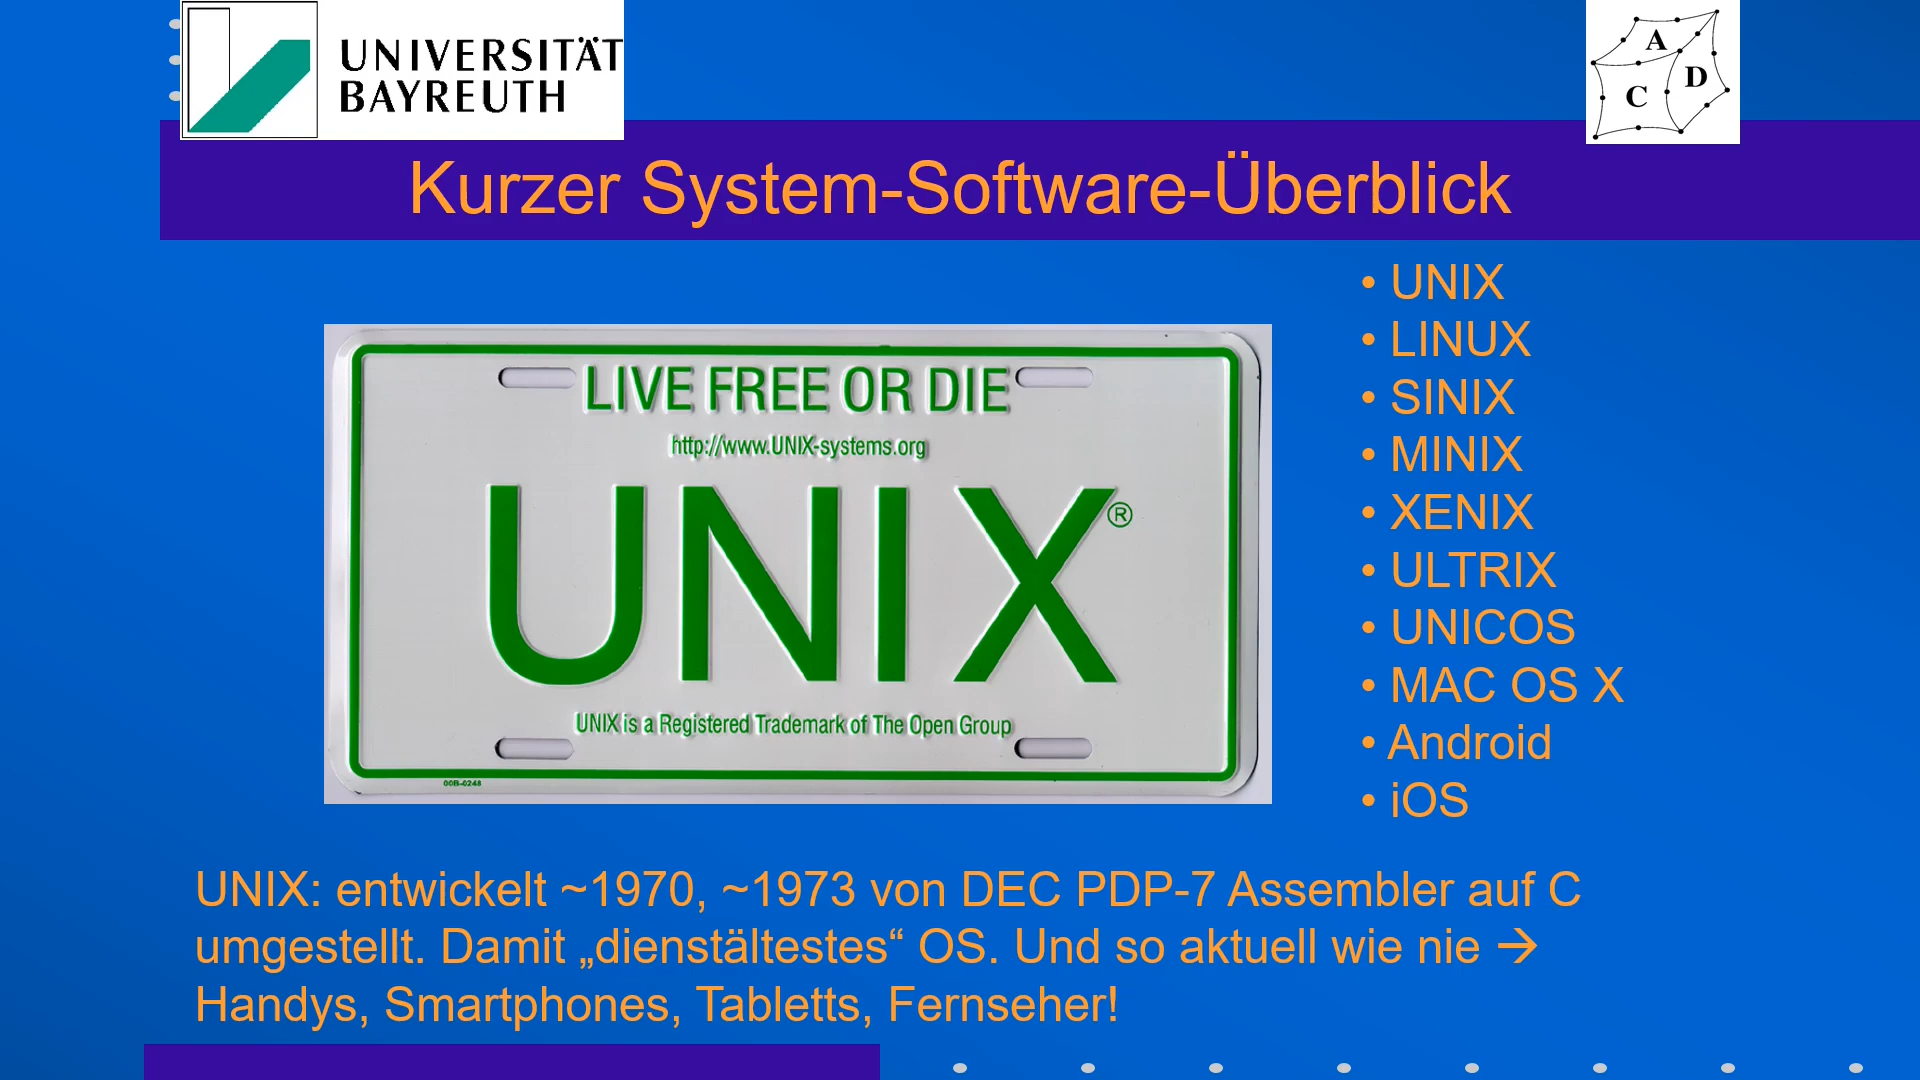 UNIVERSITÄT
BAYREUTH
A
D
C
Kurzer System-Software-Überblick
LIVE FREE OR DIE
http://www.UNIX-systems.org
UNIX®
UNIX is a Registered Trademark of The Open Group
00B-0248
• UNIX
• LINUX
• SINIX
• MINIX
• XENIX
• ULTRIX
• UNICOS
• MAC OS X
• Android
• iOS
UNIX: entwickelt ~1970, ~1973 von DEC PDP-7 Assembler auf C
umgestellt. Damit „dienstältestes“ OS. Und so aktuell wie nie →
Handys, Smartphones, Tabletts, Fernseher!